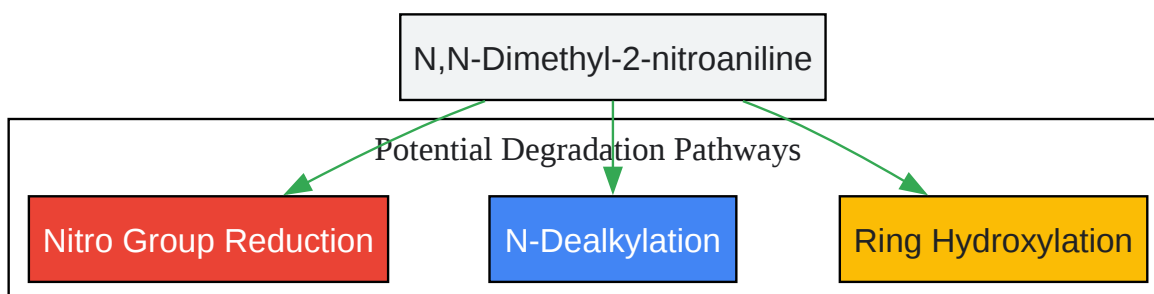 N,N-Dimethyl-2-nitroaniline
Potential Degradation Pathways
Nitro Group Reduction
N-Dealkylation
Ring Hydroxylation